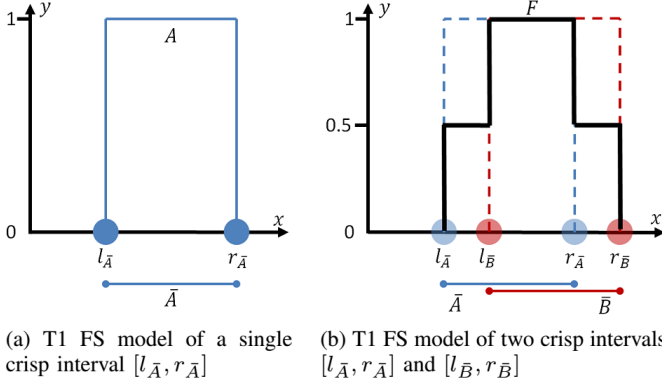 y
1
A
0
x
l_Ā r_Ā
Ā
(a) T1 FS model of a single
crisp interval [l_Ā, r_Ā]
y
1
F
0.5
0
x
l_Ā l_B̄ r_Ā r_B̄
Ā B̄
(b) T1 FS model of two crisp intervals
[l_Ā, r_Ā] and [l_B̄, r_B̄]